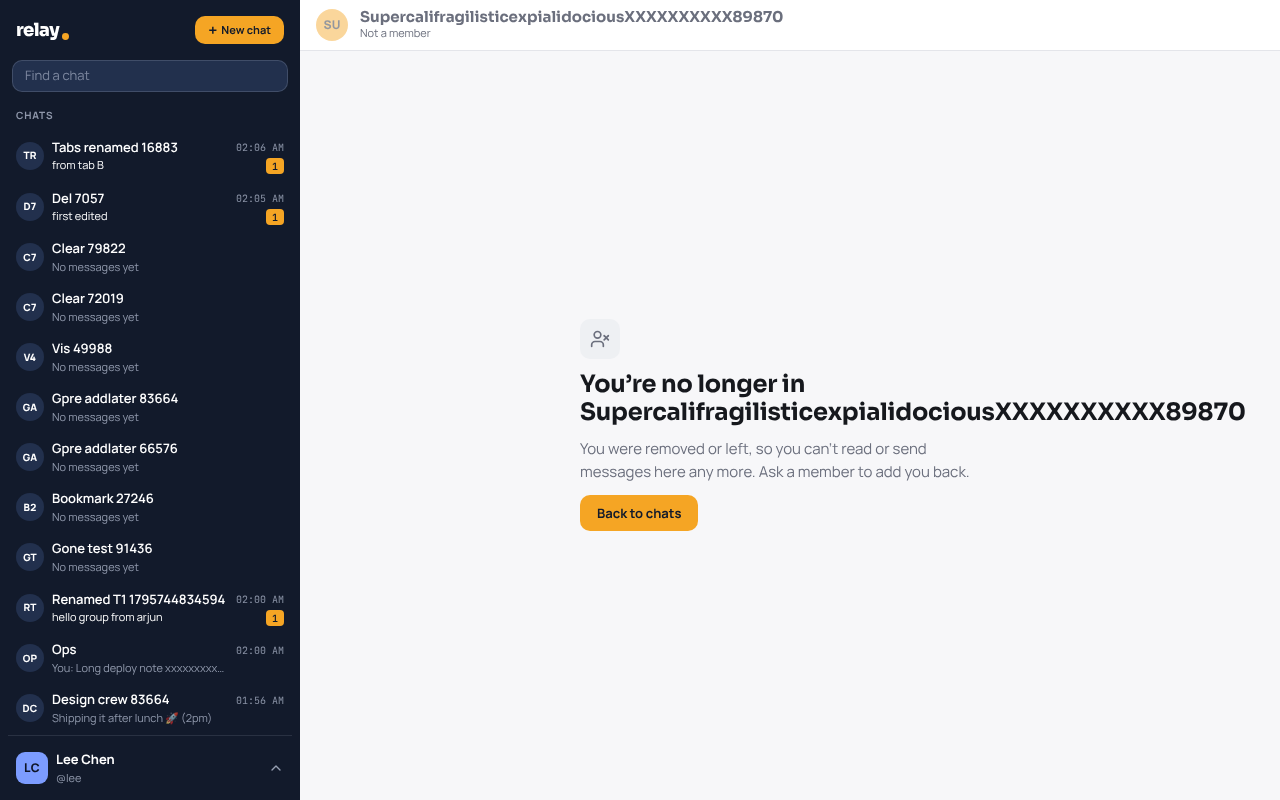 relay.
+ New chat
Find a chat
CHATS
TR
Tabs renamed 16883
02:06 AM
from tab B
1
D7
Del 7057
02:05 AM
first edited
1
C7
Clear 79822
No messages yet
C7
Clear 72019
No messages yet
V4
Vis 49988
No messages yet
GA
Gpre addlater 83664
No messages yet
GA
Gpre addlater 66576
No messages yet
B2
Bookmark 27246
No messages yet
GT
Gone test 91436
No messages yet
RT
Renamed T1 1795744834594
02:00 AM
hello group from arjun
1
OP
Ops
02:00 AM
You: Long deploy note xxxxxxxxx...
DC
Design crew 83664
01:56 AM
Shipping it after lunch 🚀 (2pm)
LC
Lee Chen
@lee
SU
SupercalifragilisticexpialidociousXXXXXXXXXX89870
Not a member
You’re no longer in
SupercalifragilisticexpialidociousXXXXXXXXXX89870
You were removed or left, so you can’t read or send
messages here any more. Ask a member to add you back.
Back to chats